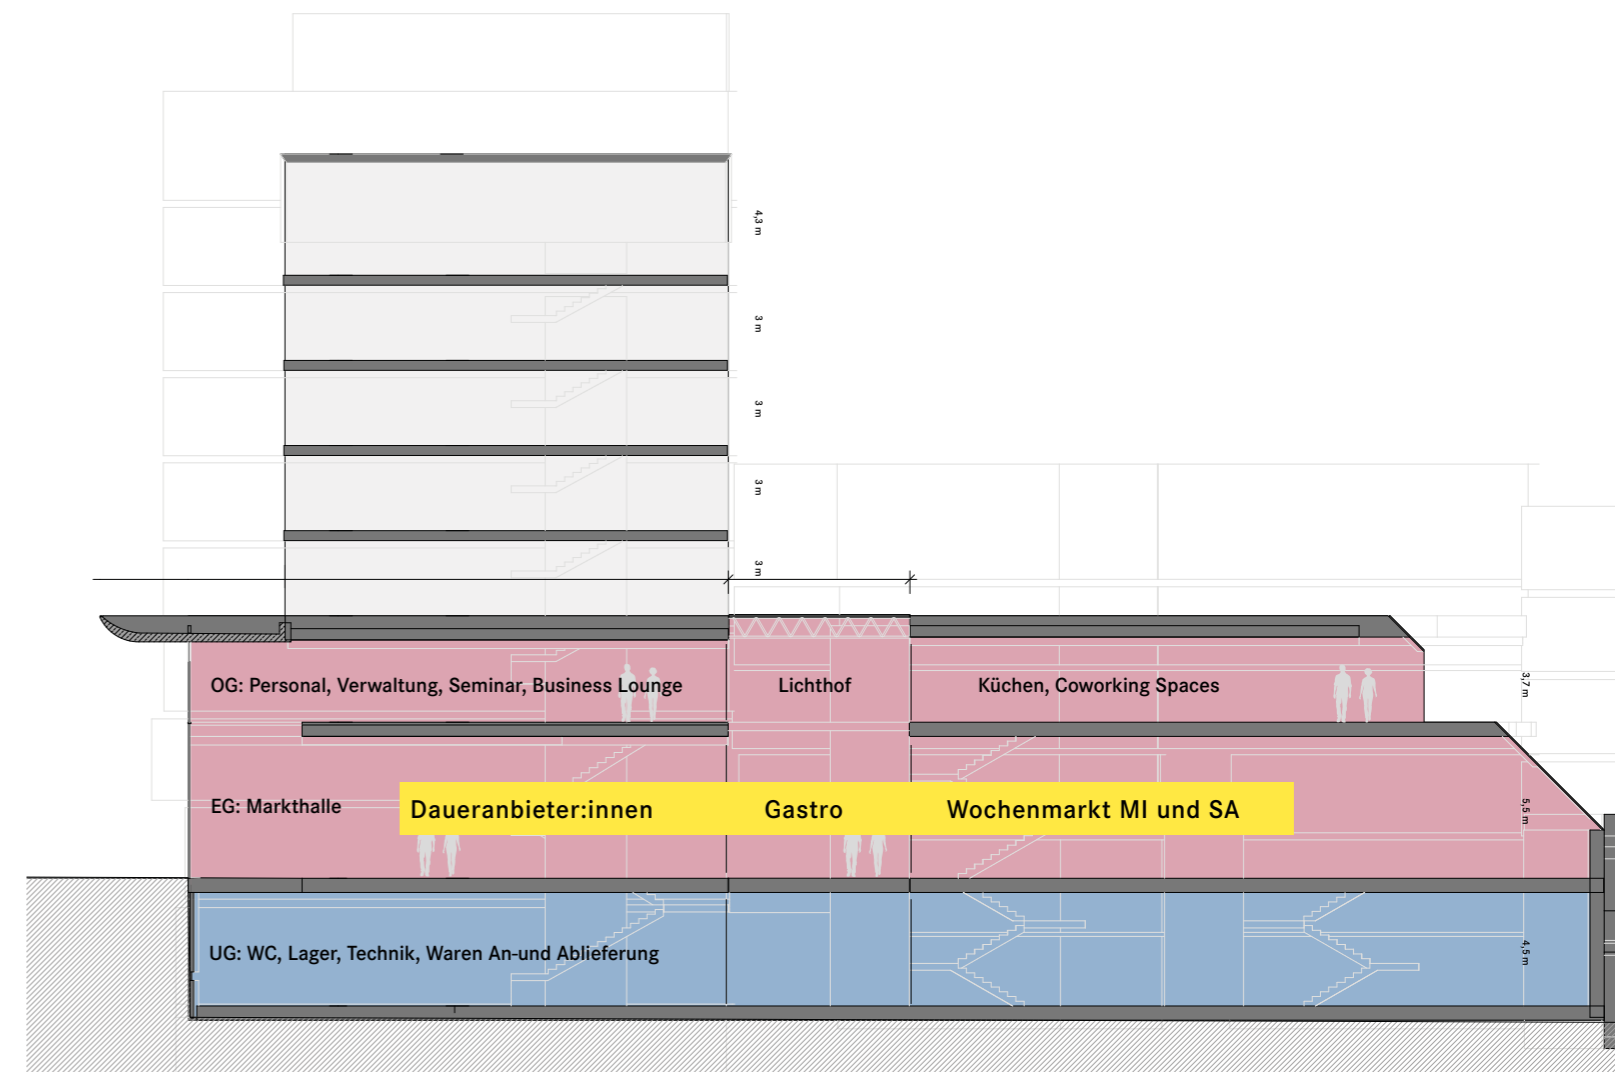 4,3 m
3 m
3 m
3 m
3 m
OG: Personal, Verwaltung, Seminar, Business Lounge
Lichthof
Küchen, Coworking Spaces
3,7 m
EG: Markthalle
Daueranbieter:innen
Gastro
Wochenmarkt MI und SA
5,5 m
UG: WC, Lager, Technik, Waren An-und Ablieferung
4,5 m